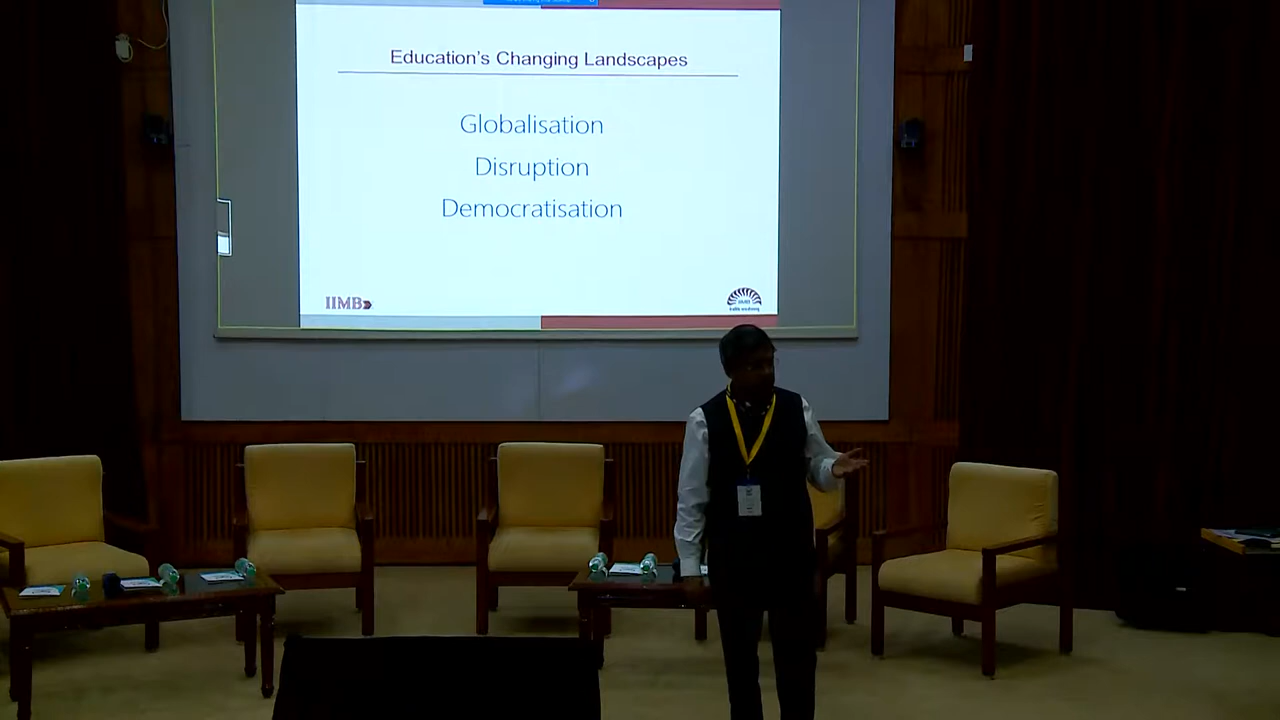 Education's Changing Landscapes
Globalisation
Disruption
Democratisation
IIMB